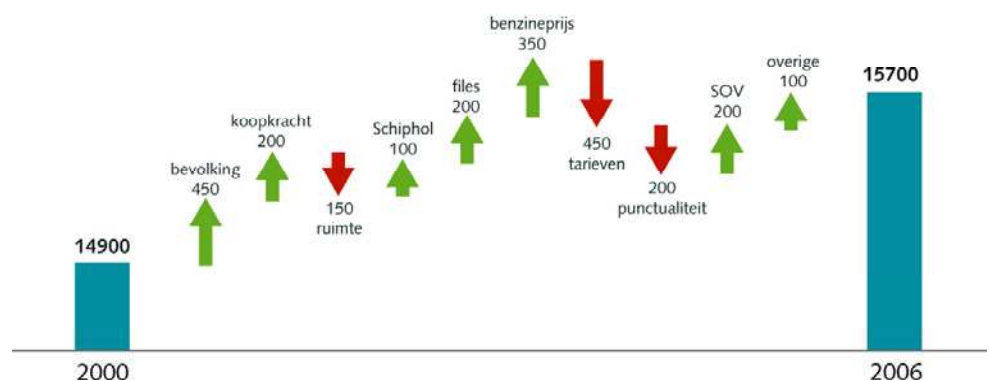 benzineprijs
350
overige
100
15700
files
200
SOV
200
koopkracht
200
Schiphol
100
450
tarieven
bevolking
450
150
ruimte
200
punctualiteit
14900
2000
2006